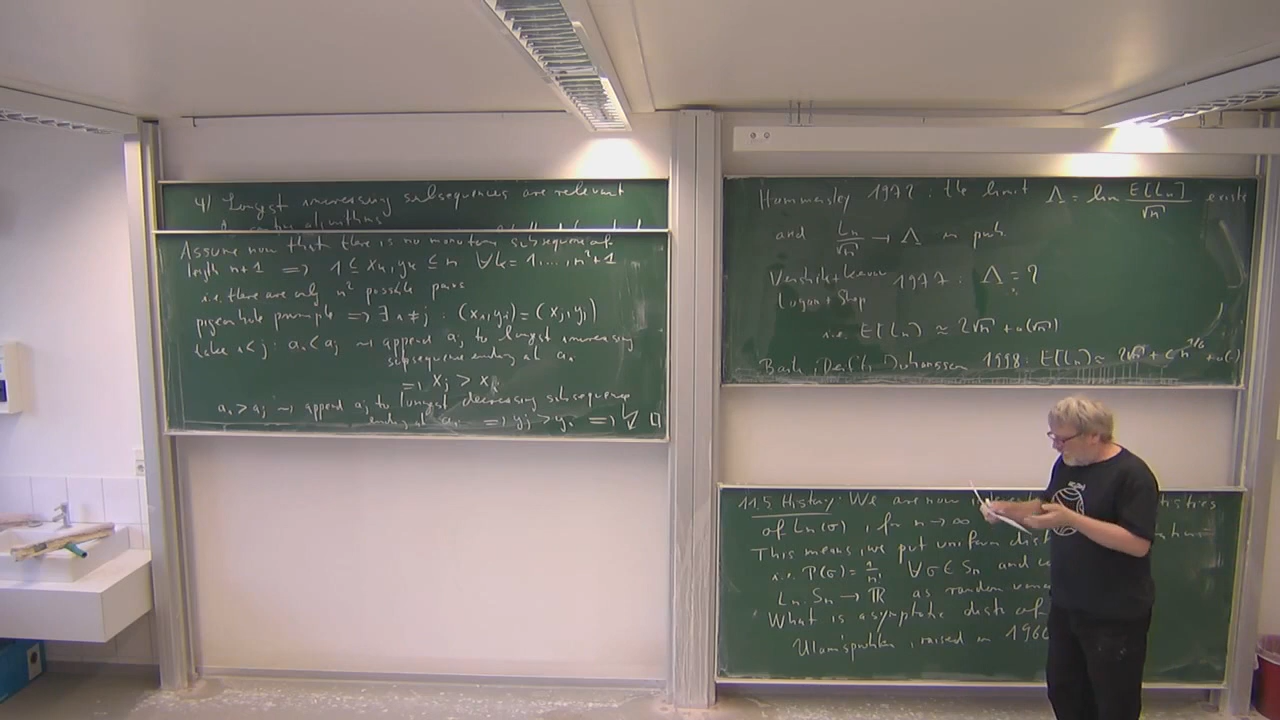 4) Longest increasing subsequences are relevant
Assume now that there is no monotone subsequence of
length n+1 ⟹ 1 ≤ x_k, y_k ≤ n ∀k = 1,…, n²+1
i.e. there are only n² possible pairs
pigeon hole principle ⟹ ∃ i≠j : (x_i, y_i) = (x_j, y_j)
take i<j : a_i < a_j ⇝ append a_j to longest increasing
subsequence ending at a_i
⟹ x_j > x_i
a_i > a_j ⇝ append a_j to longest decreasing subsequence
ending at a_i ⟹ y_j > y_i ⟹ ↯ □
Hammersley 1972 : the limit Λ = lim E[L_n]/√n exists
and L_n/√n → Λ in prob.
Vershik + Kerov 1977 : Λ = ?
Logan + Shep
i.e. E[L_n] ≈ 2√n + o(√n)
Baik, Deift, Johansson 1998 : E[L_n] ≈ 2√n + c n^{1/6} + o( )
11.5 History: We are now
of L_n(σ), for n → ∞
This means, we put uniform
i.e. P(σ) = 1/n! ∀σ ∈ S_n and
L_n: S_n → ℝ as random
What is asymptotic distr. of
Ulam's problem, raised in 196